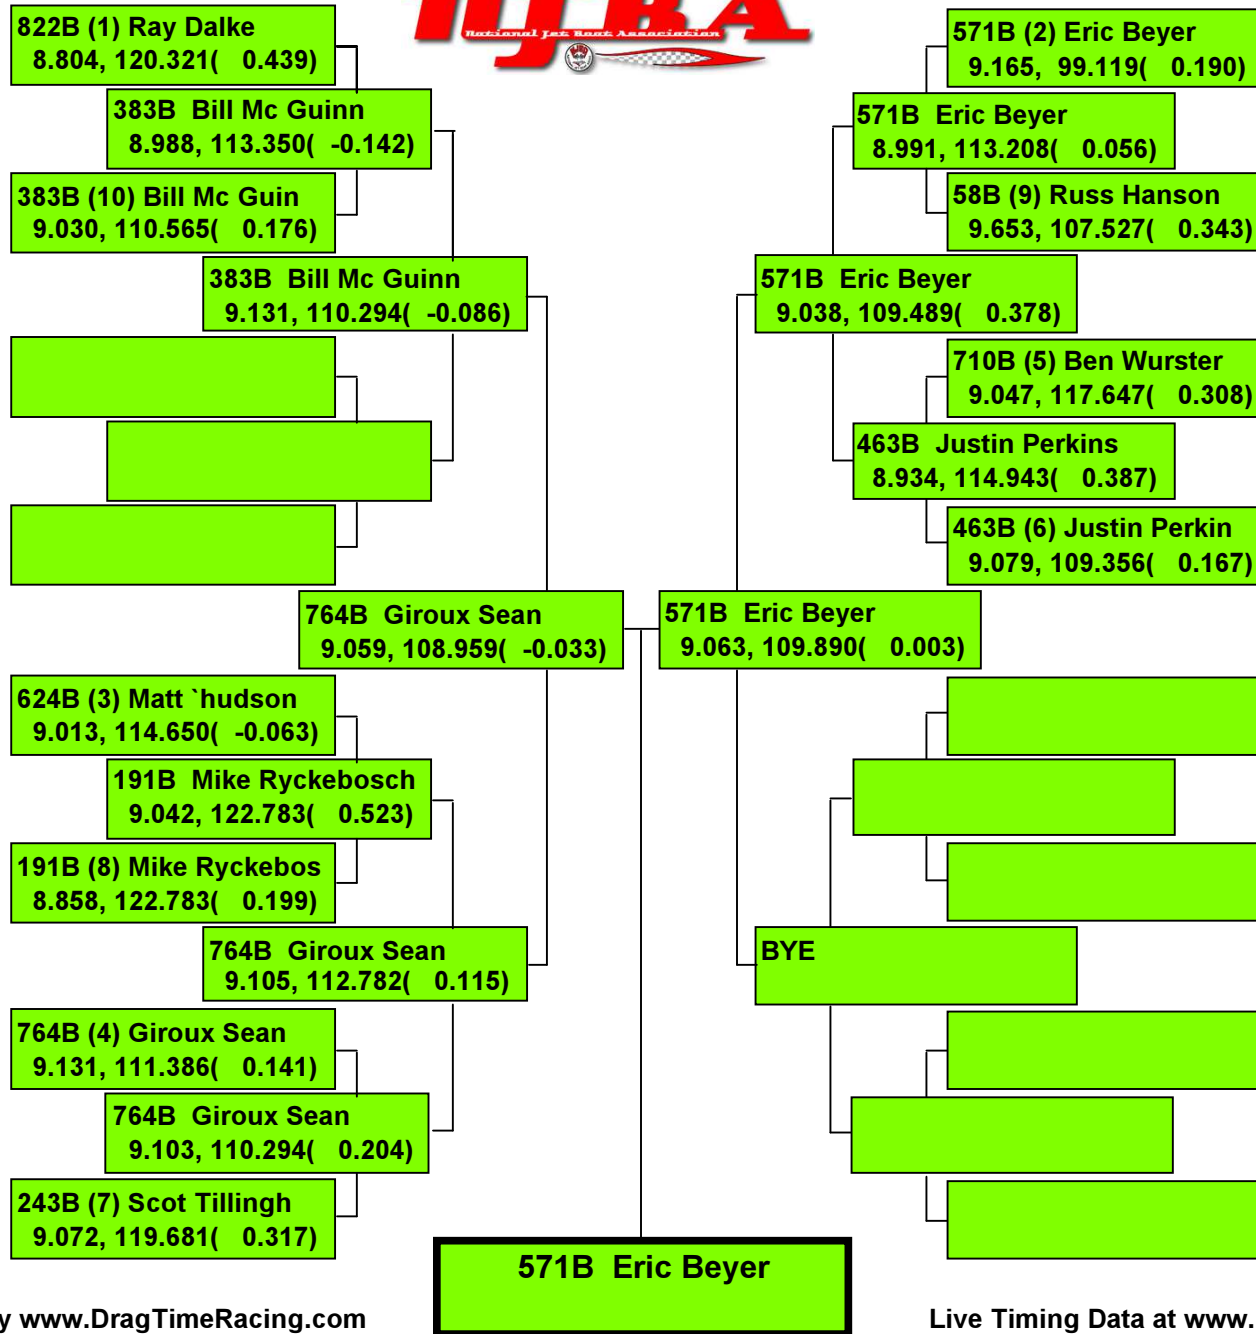 NJBA
National Jet Boat Association
822B (1) Ray Dalke
8.804, 120.321( 0.439)
383B Bill Mc Guinn
8.988, 113.350( -0.142)
383B (10) Bill Mc Guin
9.030, 110.565( 0.176)
383B Bill Mc Guinn
9.131, 110.294( -0.086)
764B Giroux Sean
9.059, 108.959( -0.033)
624B (3) Matt `hudson
9.013, 114.650( -0.063)
191B Mike Ryckebosch
9.042, 122.783( 0.523)
191B (8) Mike Ryckebos
8.858, 122.783( 0.199)
764B Giroux Sean
9.105, 112.782( 0.115)
764B (4) Giroux Sean
9.131, 111.386( 0.141)
764B Giroux Sean
9.103, 110.294( 0.204)
243B (7) Scot Tillingh
9.072, 119.681( 0.317)
571B (2) Eric Beyer
9.165, 99.119( 0.190)
571B Eric Beyer
8.991, 113.208( 0.056)
58B (9) Russ Hanson
9.653, 107.527( 0.343)
571B Eric Beyer
9.038, 109.489( 0.378)
710B (5) Ben Wurster
9.047, 117.647( 0.308)
463B Justin Perkins
8.934, 114.943( 0.387)
463B (6) Justin Perkin
9.079, 109.356( 0.167)
571B Eric Beyer
9.063, 109.890( 0.003)
BYE
571B Eric Beyer
y www.DragTimeRacing.com
Live Timing Data at www.